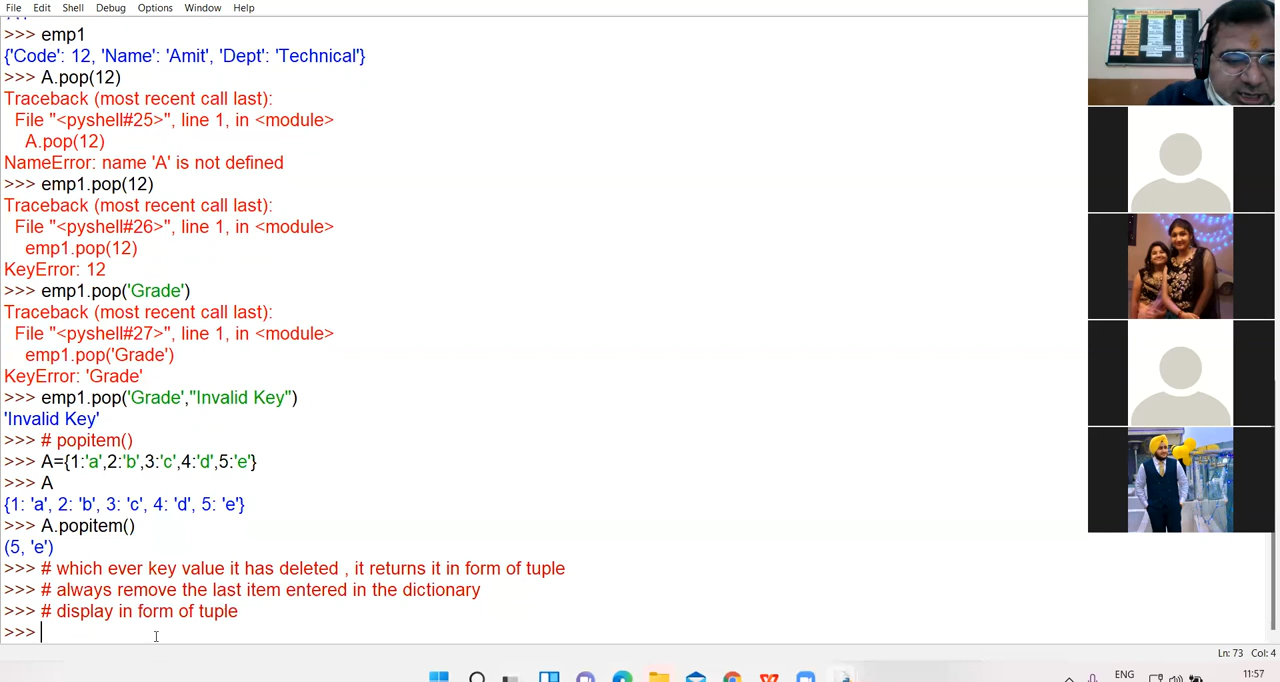 File Edit Shell Debug Options Window Help
>>> emp1
{'Code': 12, 'Name': 'Amit', 'Dept': 'Technical'}
>>> A.pop(12)
Traceback (most recent call last):
File "<pyshell#25>", line 1, in <module>
A.pop(12)
NameError: name 'A' is not defined
>>> emp1.pop(12)
Traceback (most recent call last):
File "<pyshell#26>", line 1, in <module>
emp1.pop(12)
KeyError: 12
>>> emp1.pop('Grade')
Traceback (most recent call last):
File "<pyshell#27>", line 1, in <module>
emp1.pop('Grade')
KeyError: 'Grade'
>>> emp1.pop('Grade',"Invalid Key")
'Invalid Key'
>>> # popitem()
>>> A={1:'a',2:'b',3:'c',4:'d',5:'e'}
>>> A
{1: 'a', 2: 'b', 3: 'c', 4: 'd', 5: 'e'}
>>> A.popitem()
(5, 'e')
>>> # which ever key value it has deleted , it returns it in form of tuple
>>> # always remove the last item entered in the dictionary
>>> # display in form of tuple
>>>
Ln: 73 Col: 4
ENG
11:57